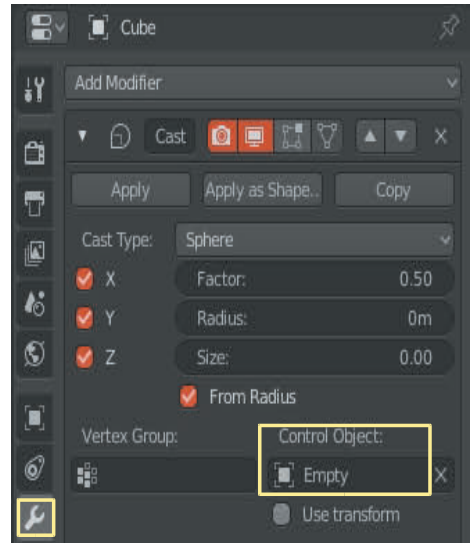 Cube
Add Modifier
Cast
Apply Apply as Shape.. Copy
Cast Type: Sphere
X Factor: 0.50
Y Radius: 0m
Z Size: 0.00
From Radius
Vertex Group: Control Object:
Empty
Use transform